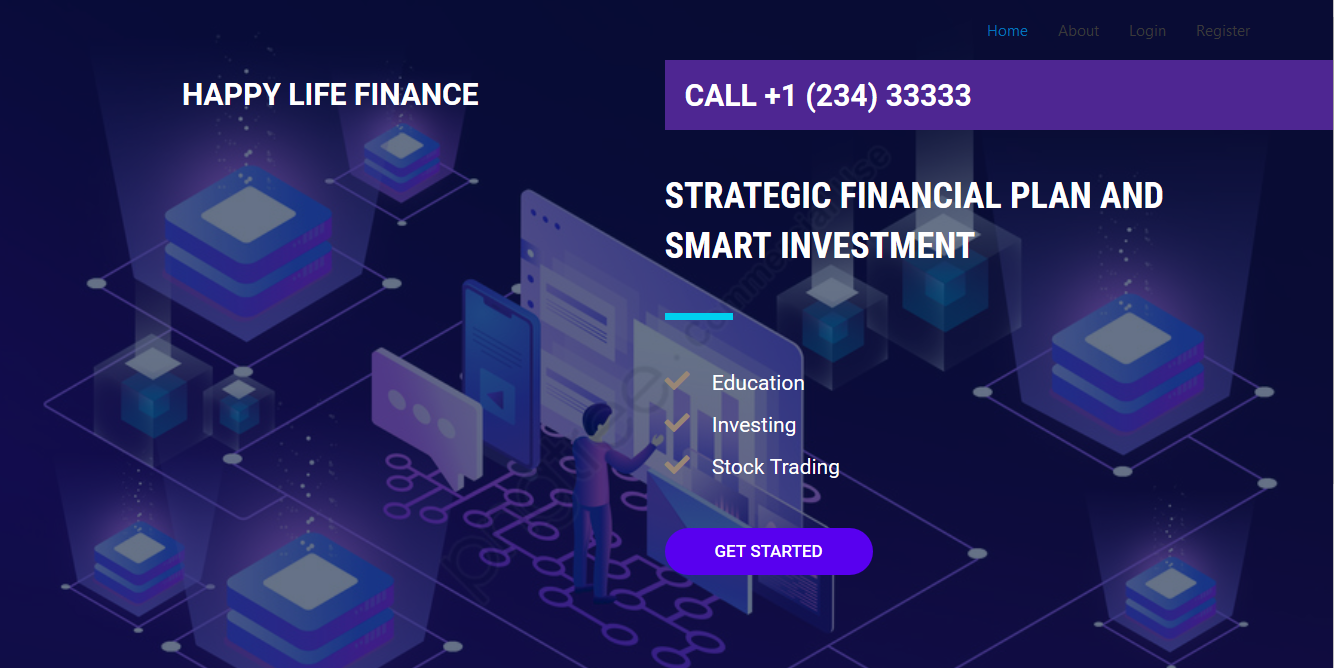 Home About Login Register
HAPPY LIFE FINANCE
CALL +1 (234) 33333
STRATEGIC FINANCIAL PLAN AND
SMART INVESTMENT
Education
Investing
Stock Trading
GET STARTED